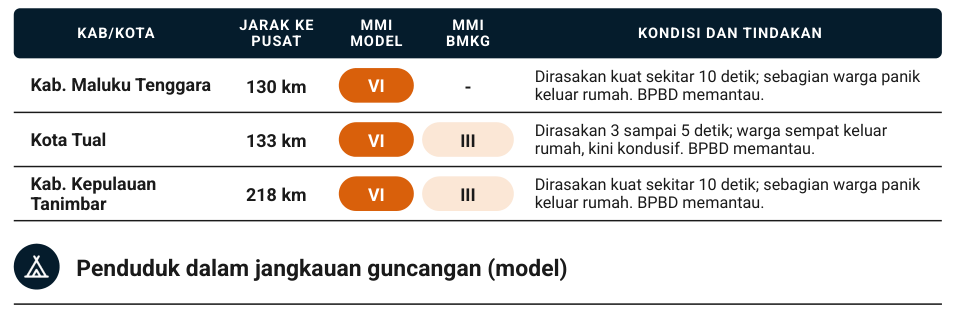 KAB/KOTA
JARAK KE PUSAT
MMI MODEL
MMI BMKG
KONDISI DAN TINDAKAN
Kab. Maluku Tenggara
130 km
VI
-
Dirasakan kuat sekitar 10 detik; sebagian warga panik
keluar rumah. BPBD memantau.
Kota Tual
133 km
VI
III
Dirasakan 3 sampai 5 detik; warga sempat keluar
rumah, kini kondusif. BPBD memantau.
Kab. Kepulauan
Tanimbar
218 km
VI
III
Dirasakan kuat sekitar 10 detik; sebagian warga panik
keluar rumah. BPBD memantau.
Penduduk dalam jangkauan guncangan (model)